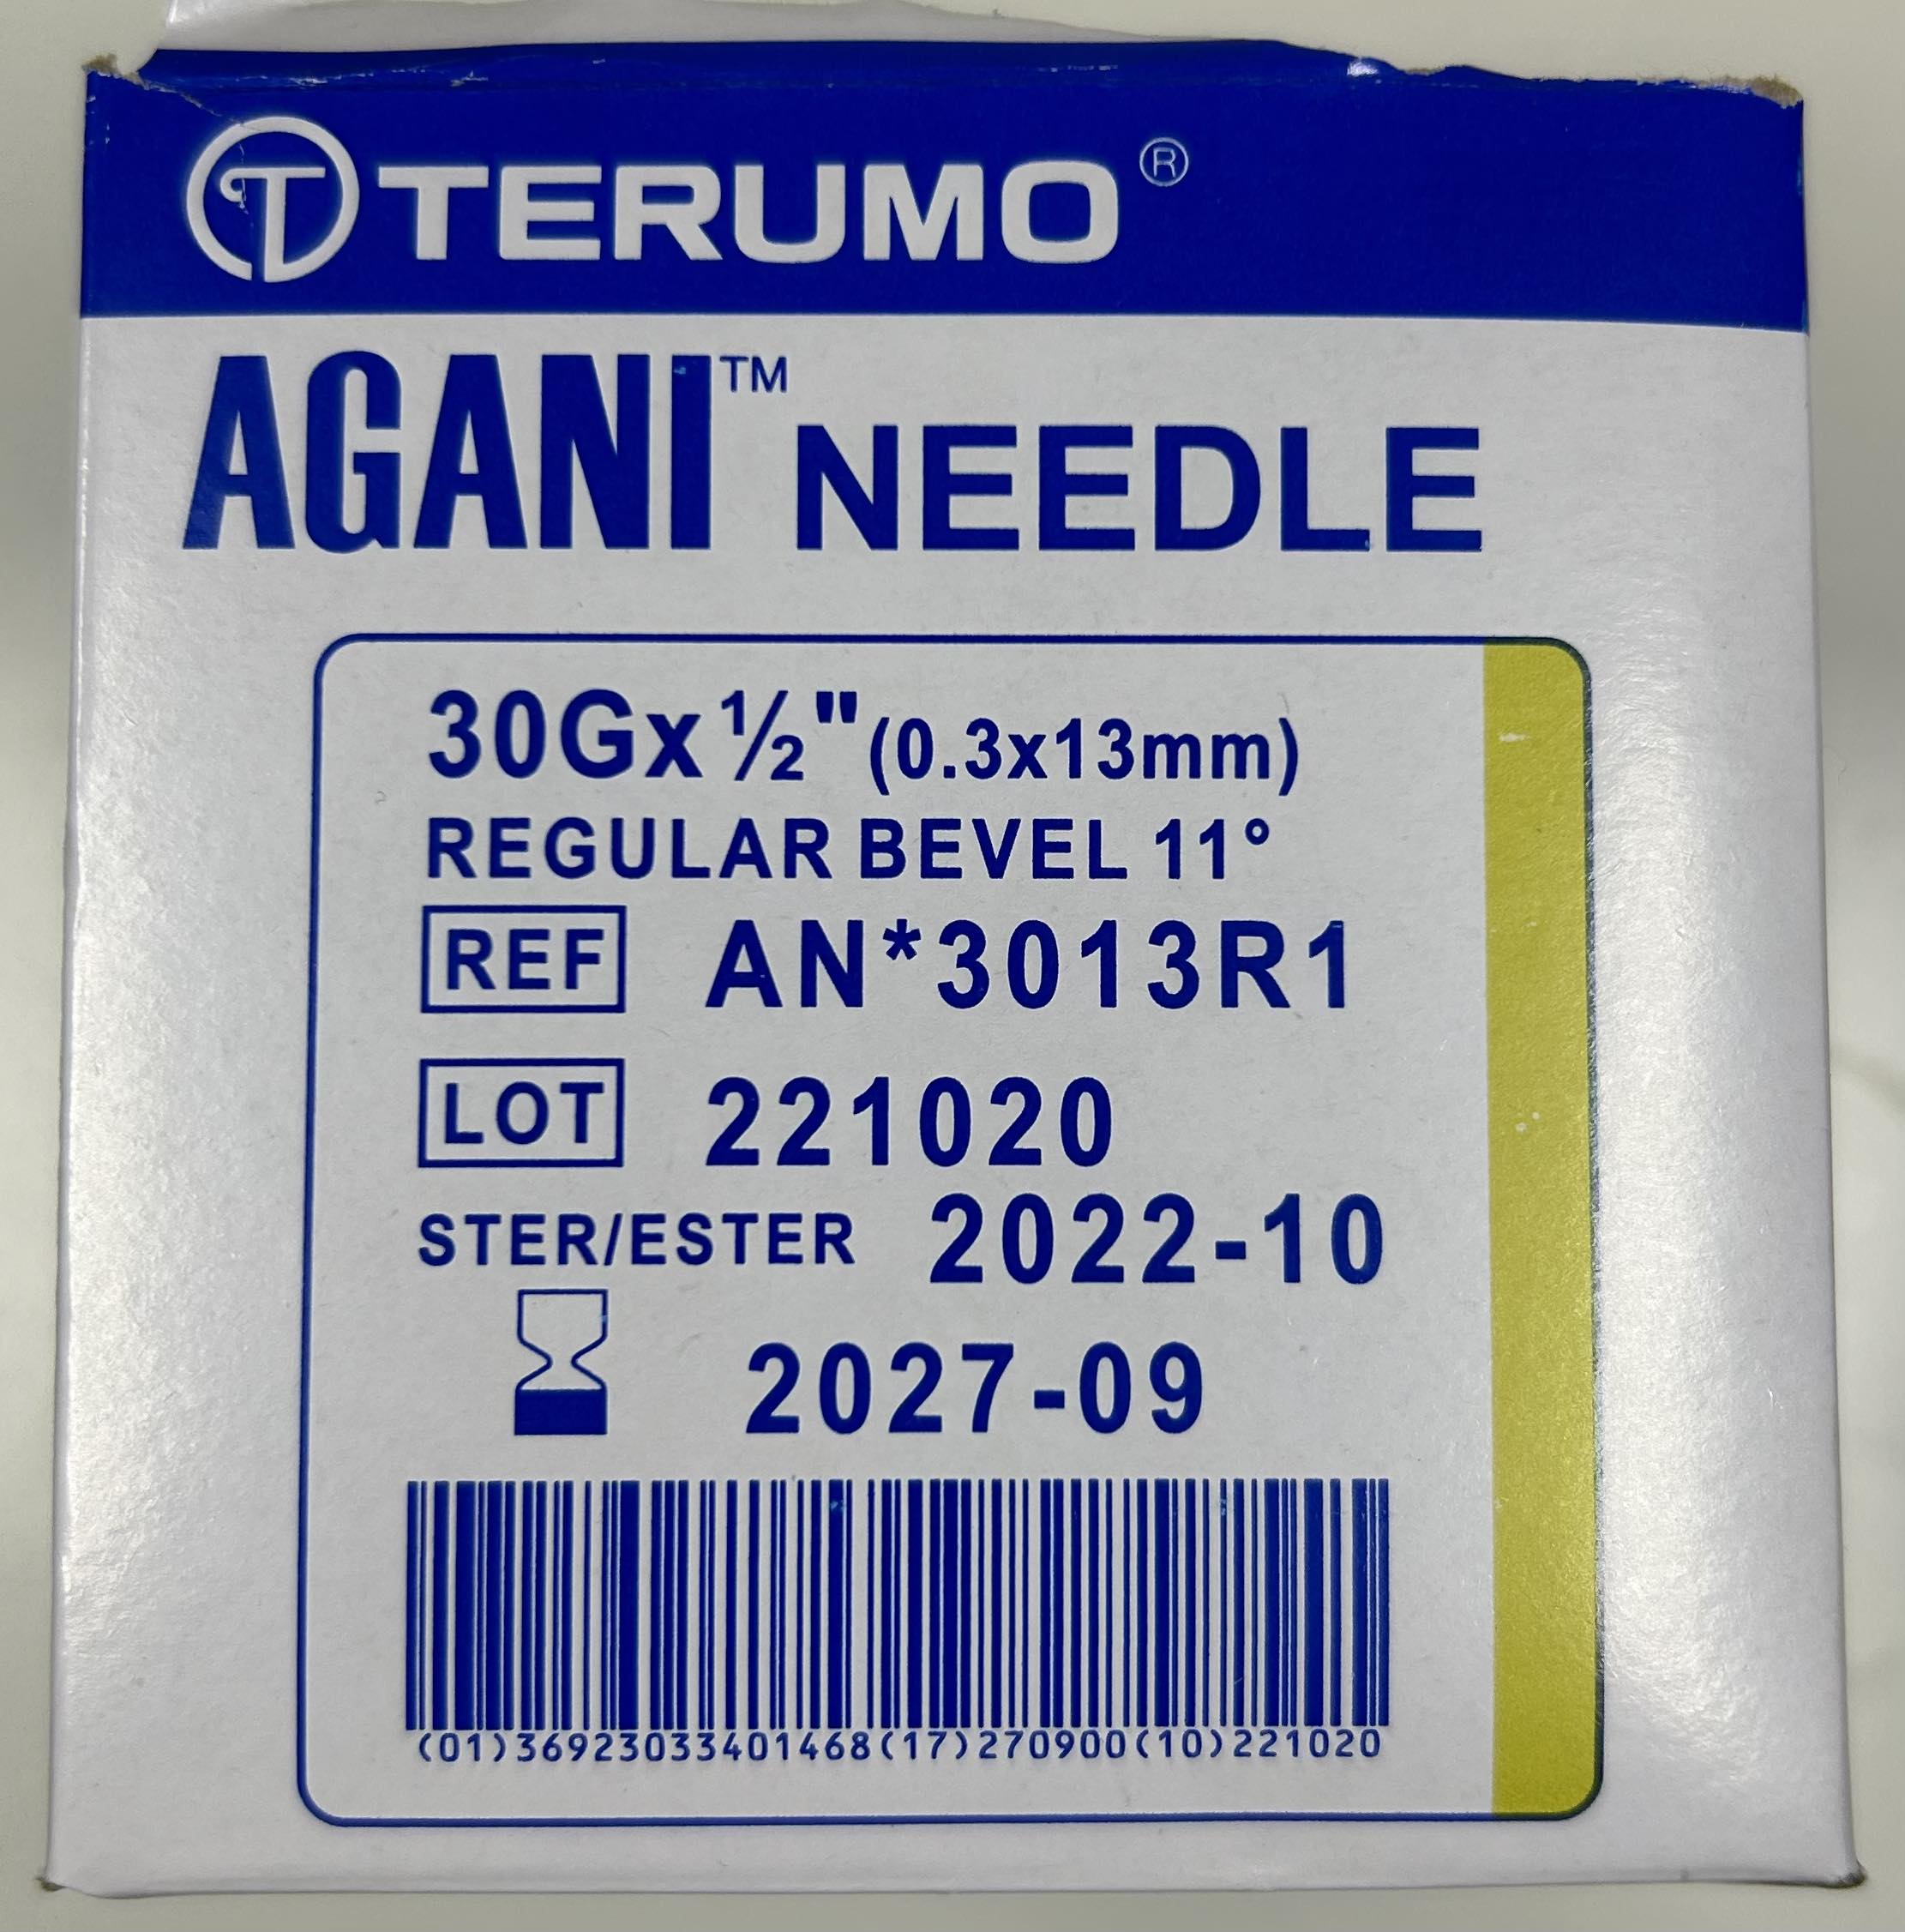 TERUMO®
AGANI™ NEEDLE
30Gx½"(0.3x13mm)
REGULAR BEVEL 11°
REF AN*3013R1
LOT 221020
STER/ESTER 2022-10
2027-09
(01)36923033401468(17)270900(10)221020